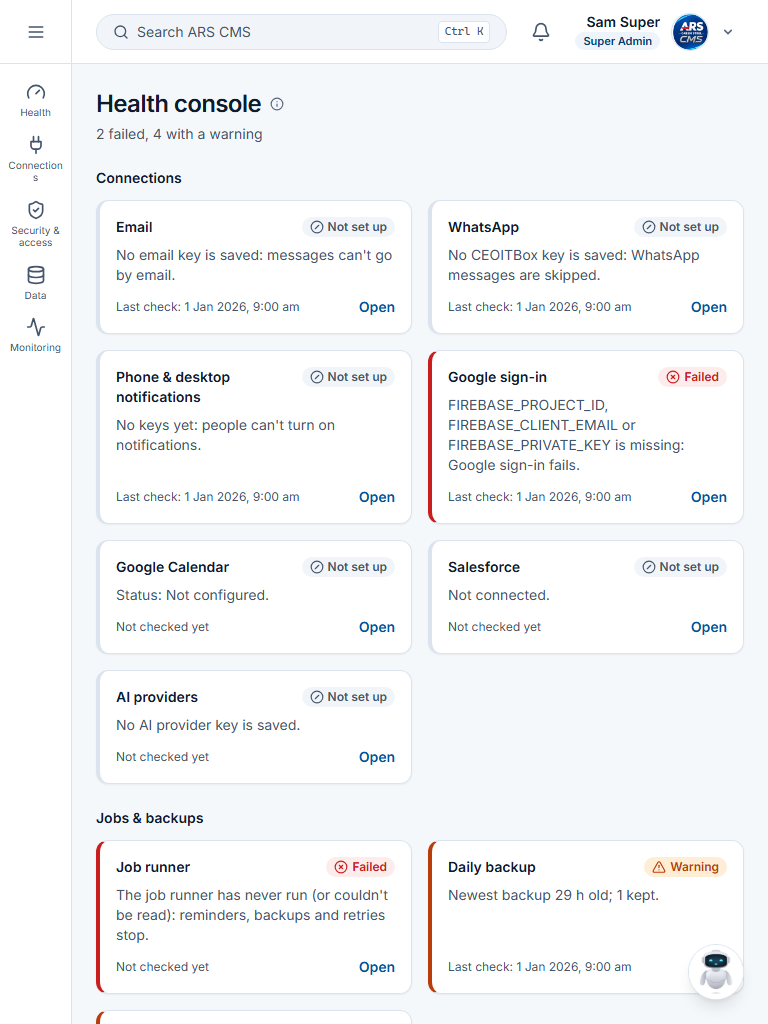 Search ARS CMS
Ctrl K
Sam Super
Super Admin
ARS
CMS
Health
Connection
s
Security &
access
Data
Monitoring
Health console
2 failed, 4 with a warning
Connections
Email
Not set up
No email key is saved: messages can't go
by email.
Last check: 1 Jan 2026, 9:00 am
Open
WhatsApp
Not set up
No CEOITBox key is saved: WhatsApp
messages are skipped.
Last check: 1 Jan 2026, 9:00 am
Open
Phone & desktop
notifications
Not set up
No keys yet: people can't turn on
notifications.
Last check: 1 Jan 2026, 9:00 am
Open
Google sign-in
Failed
FIREBASE_PROJECT_ID,
FIREBASE_CLIENT_EMAIL or
FIREBASE_PRIVATE_KEY is missing:
Google sign-in fails.
Last check: 1 Jan 2026, 9:00 am
Open
Google Calendar
Not set up
Status: Not configured.
Not checked yet
Open
Salesforce
Not set up
Not connected.
Not checked yet
Open
AI providers
Not set up
No AI provider key is saved.
Not checked yet
Open
Jobs & backups
Job runner
Failed
The job runner has never run (or couldn't
be read): reminders, backups and retries
stop.
Not checked yet
Open
Daily backup
Warning
Newest backup 29 h old; 1 kept.
Last check: 1 Jan 2026, 9:00 am